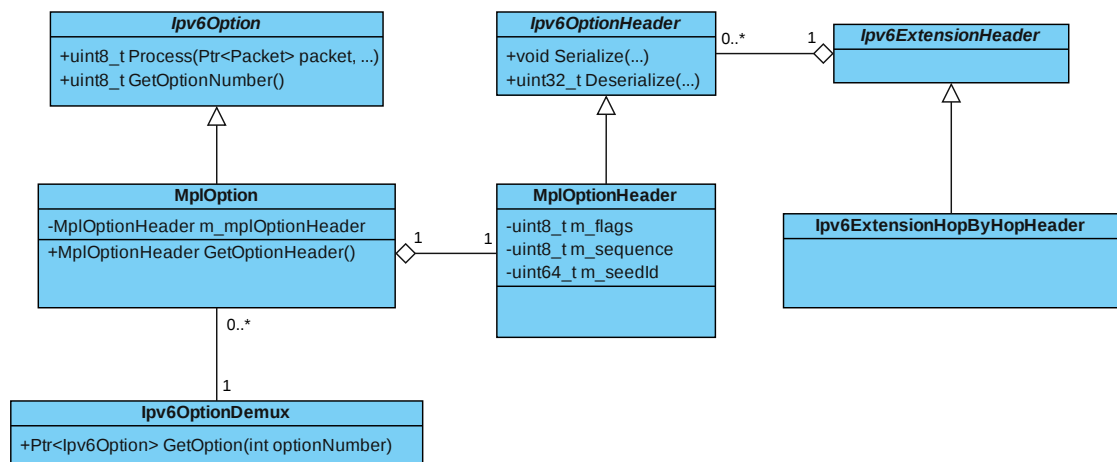 Ipv6Option
+uint8_t Process(Ptr<Packet> packet, ...)
+uint8_t GetOptionNumber()
Ipv6OptionHeader
+void Serialize(...)
+uint32_t Deserialize(...)
0..*
1
Ipv6ExtensionHeader
MplOption
-MplOptionHeader m_mplOptionHeader
+MplOptionHeader GetOptionHeader()
1
1
MplOptionHeader
-uint8_t m_flags
-uint8_t m_sequence
-uint64_t m_seedId
Ipv6ExtensionHopByHopHeader
0..*
1
Ipv6OptionDemux
+Ptr<Ipv6Option> GetOption(int optionNumber)